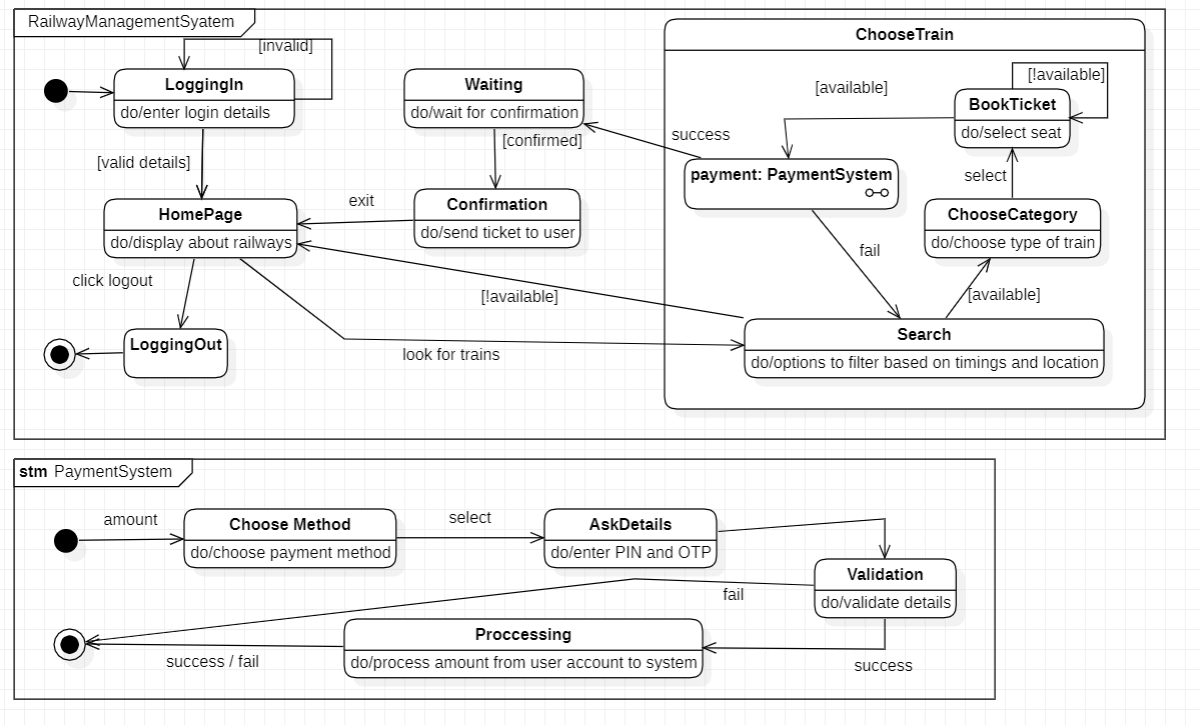 RailwayManagementSystem
ChooseTrain
[invalid]
LoggingIn
do/enter login details
Waiting
do/wait for confirmation
[available]
[!available]
BookTicket
do/select seat
success
[confirmed]
[valid details]
payment: PaymentSystem
select
exit
HomePage
do/display about railways
Confirmation
do/send ticket to user
ChooseCategory
do/choose type of train
fail
click logout
[!available]
[available]
LoggingOut
look for trains
Search
do/options to filter based on timings and location
stm PaymentSystem
amount
Choose Method
do/choose payment method
select
AskDetails
do/enter PIN and OTP
Validation
do/validate details
fail
Proccessing
do/process amount from user account to system
success / fail
success